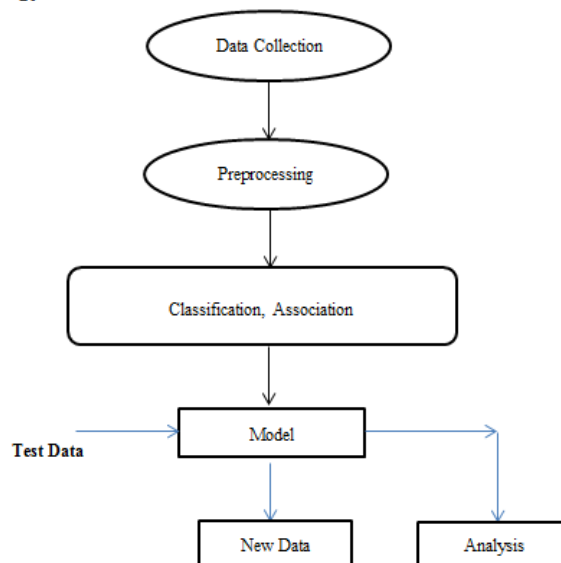 Data Collection
Preprocessing
Classification, Association
Model
Test Data
New Data
Analysis